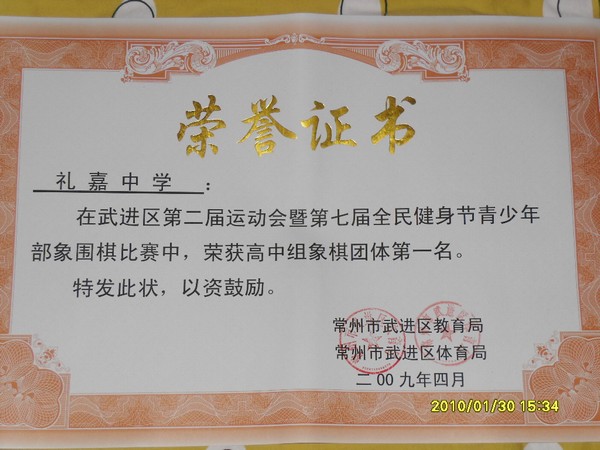 荣誉证书
礼嘉中学：
在武进区第二届运动会暨第七届全民健身节青少年
部象围棋比赛中，荣获高中组象棋团体第一名。
特发此状，以资鼓励。
常州市武进区教育局
常州市武进区体育局
二00九年四月
2010/01/30 15:34